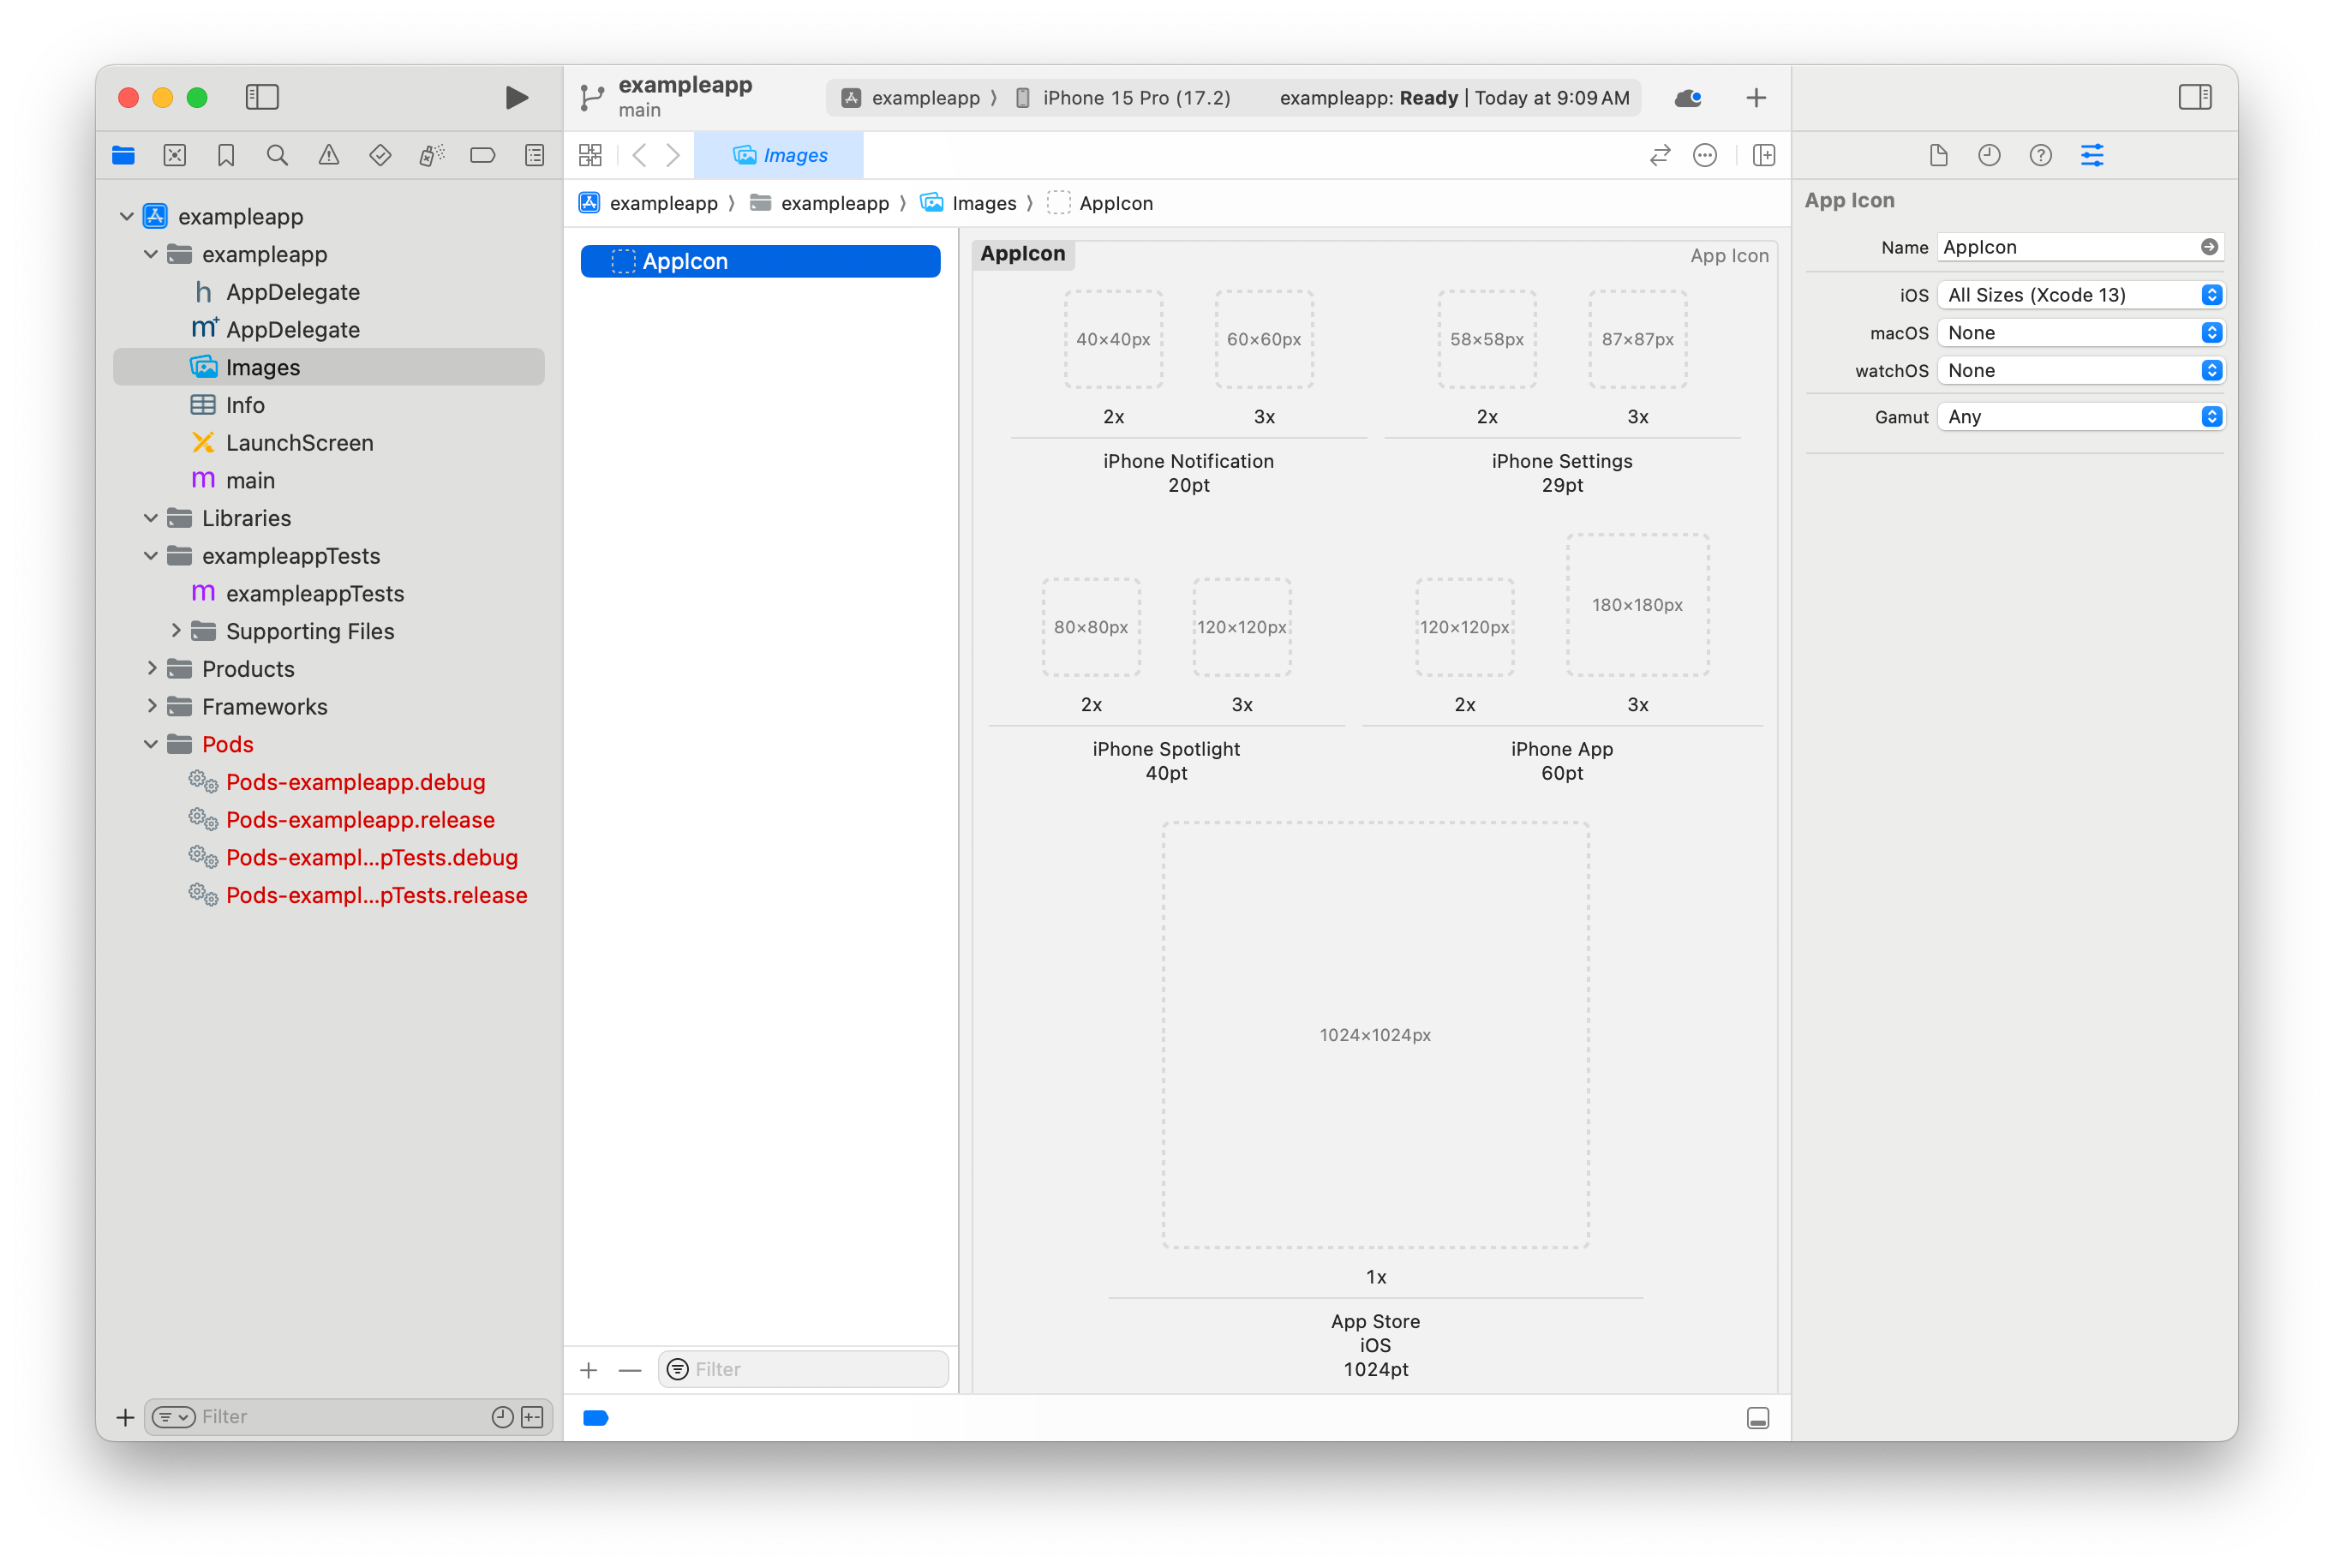 exampleapp
main
exampleapp ⟩ iPhone 15 Pro (17.2)
exampleapp: Ready | Today at 9:09 AM
Images
exampleapp ⟩ exampleapp ⟩ Images ⟩ AppIcon
exampleapp
exampleapp
h AppDelegate
m+ AppDelegate
Images
Info
LaunchScreen
m main
Libraries
exampleappTests
m exampleappTests
Supporting Files
Products
Frameworks
Pods
Pods-exampleapp.debug
Pods-exampleapp.release
Pods-exampl...pTests.debug
Pods-exampl...pTests.release
Filter
AppIcon
Filter
AppIcon
App Icon
40×40px
60×60px
58×58px
87×87px
2x
3x
2x
3x
iPhone Notification
20pt
iPhone Settings
29pt
80×80px
120×120px
120×120px
180×180px
2x
3x
2x
3x
iPhone Spotlight
40pt
iPhone App
60pt
1024×1024px
1x
App Store
iOS
1024pt
App Icon
Name AppIcon
iOS All Sizes (Xcode 13)
macOS None
watchOS None
Gamut Any